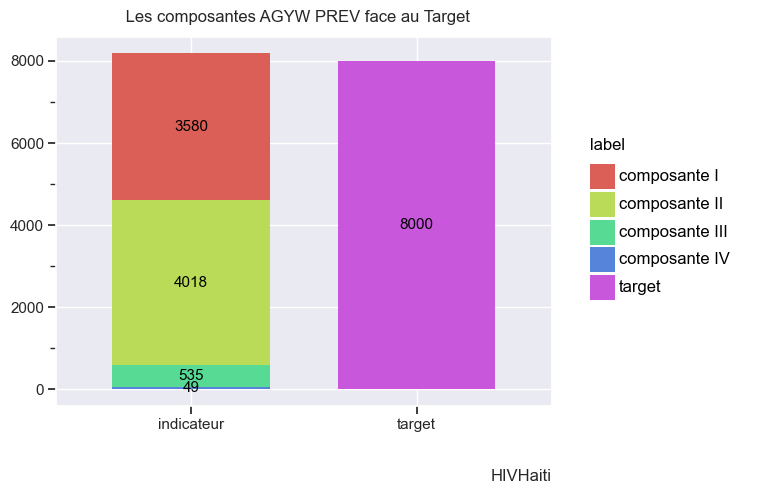 Les composantes AGYW PREV face au Target
8000
6000
4000
2000
0
3580
4018
535
49
8000
indicateur
target
label
composante I
composante II
composante III
composante IV
target
HIVHaiti